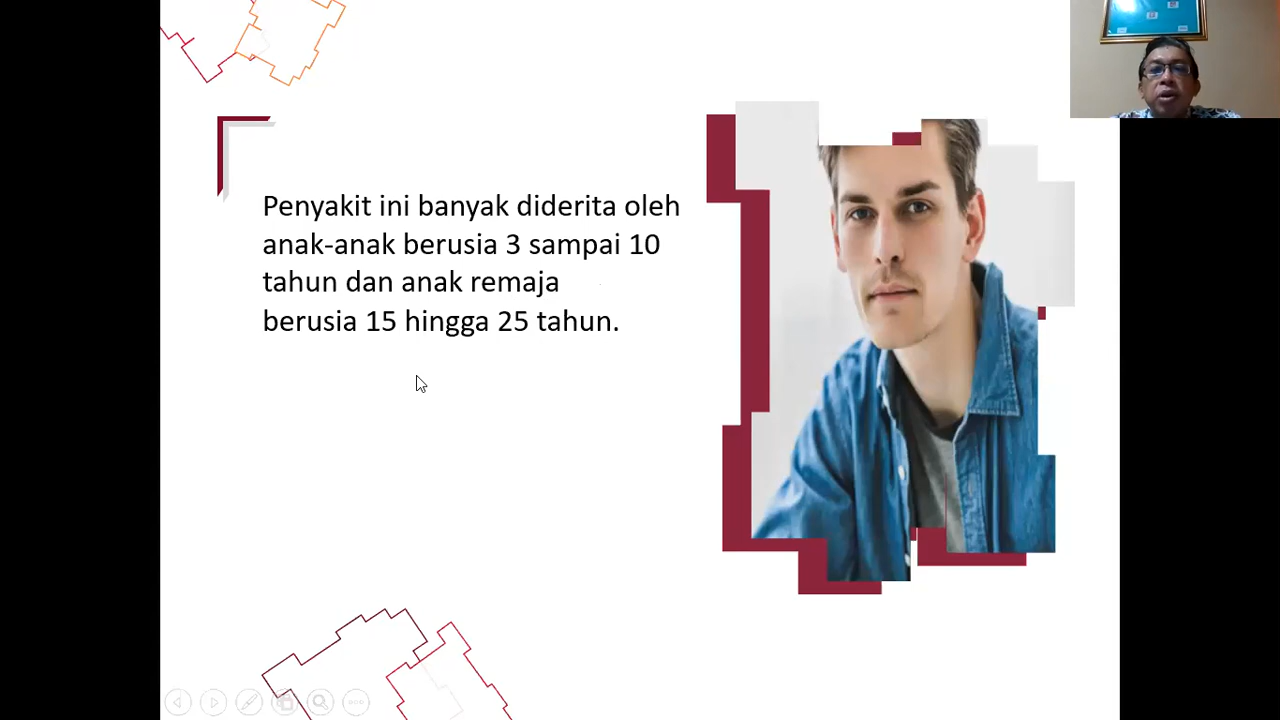 Penyakit ini banyak diderita oleh
anak-anak berusia 3 sampai 10
tahun dan anak remaja
berusia 15 hingga 25 tahun.